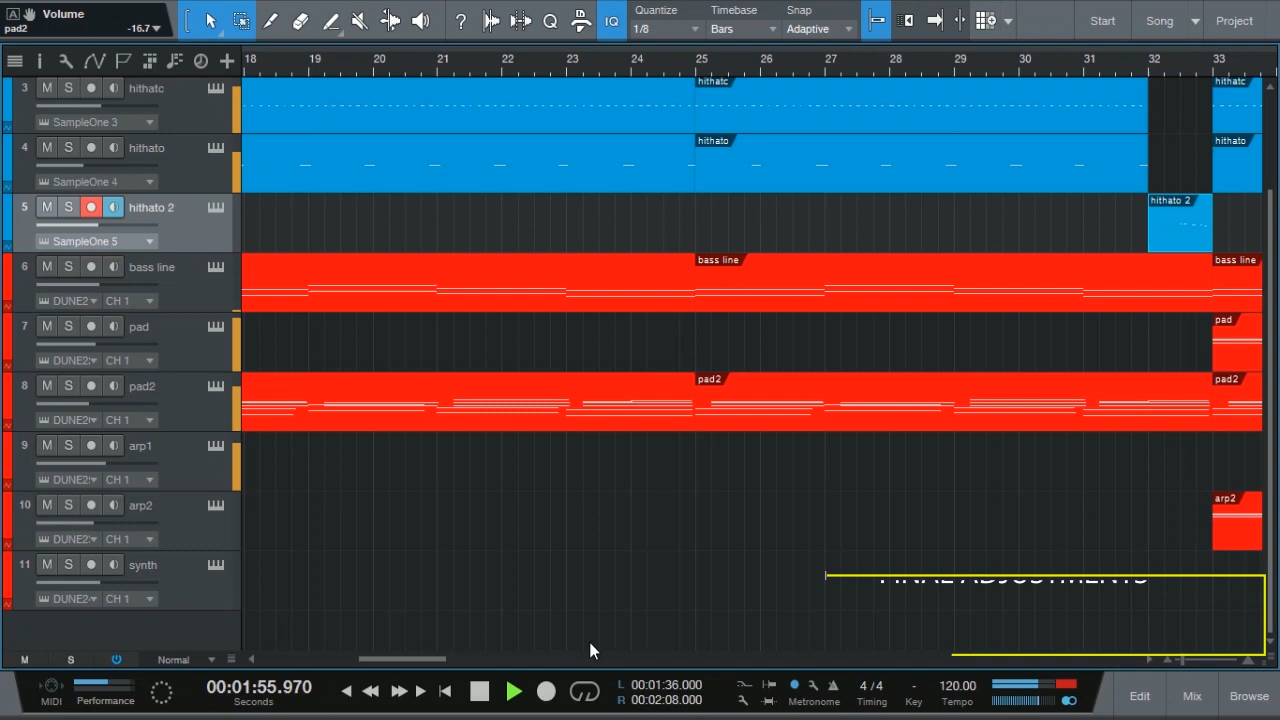 Volume
pad2 -16.7
IQ
Quantize Timebase Snap
1/8 Bars Adaptive
Start Song Project
18 19 20 21 22 23 24 25 26 27 28 29 30 31 32 33
3 M S hithatc
SampleOne 3
hithatc hithatc
4 M S hithato
SampleOne 4
hithato hithato
5 M S hithato 2
SampleOne 5
hithato 2
6 M S bass line
DUNE2 CH 1
bass line bass line
7 M S pad
DUNE2 CH 1
pad
8 M S pad2
CH 1
pad2 pad2
9 M S arp1
CH 1
10 M S arp2
CH 1
arp2
11 M S synth
CH 1
FINAL ADJUSTMENTS
M S Normal
MIDI Performance
00:01:55.970
Seconds
L 00:01:36.000
R 00:02:08.000
Metronome
4 / 4 - 120.00
Timing Key Tempo
Edit Mix Browse